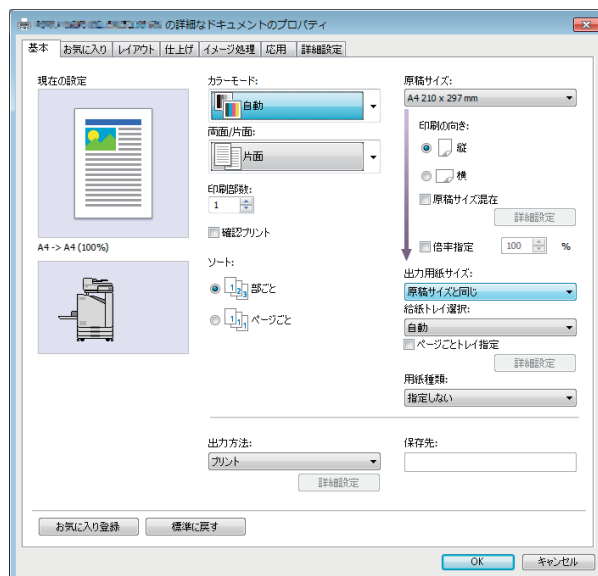 の詳細なドキュメントのプロパティ
基本 お気に入り レイアウト 仕上げ イメージ処理 応用 詳細設定
現在の設定
A4 -> A4 (100%)
カラーモード:
自動
両面/片面:
片面
印刷部数:
1
確認プリント
ソート:
1 2 3 部ごと
1 1 1 ページごと
原稿サイズ:
A4 210 x 297 mm
印刷の向き:
縦
横
原稿サイズ混在
詳細設定
倍率指定 100 %
出力用紙サイズ:
原稿サイズと同じ
給紙トレイ選択:
自動
ページごとトレイ指定
詳細設定
用紙種類:
指定しない
出力方法:
プリント
詳細設定
保存先:
お気に入り登録 標準に戻す
OK キャンセル